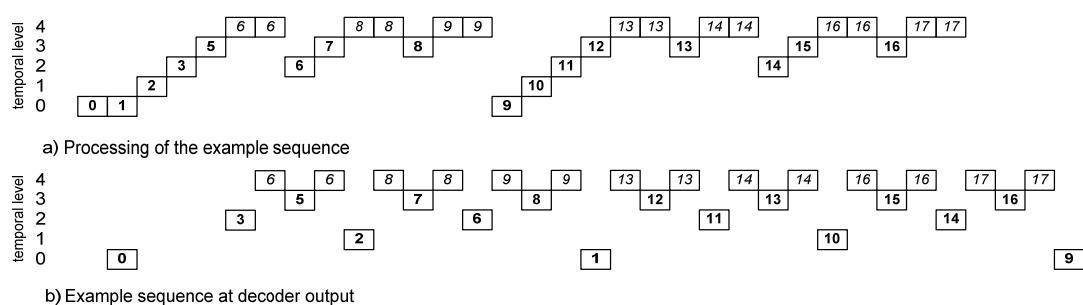 temporal level
4 6 6 8 8 9 9 13 13 14 14 16 16 17 17
3 5 7 8 12 13 15 16
2 3 6 11 14
1 2 10
0 0 1 9
a) Processing of the example sequence
temporal level
4 6 6 8 8 9 9 13 13 14 14 16 16 17 17
3 5 7 8 12 13 15 16
2 3 6 11 14
1 2 10
0 0 1 9
b) Example sequence at decoder output